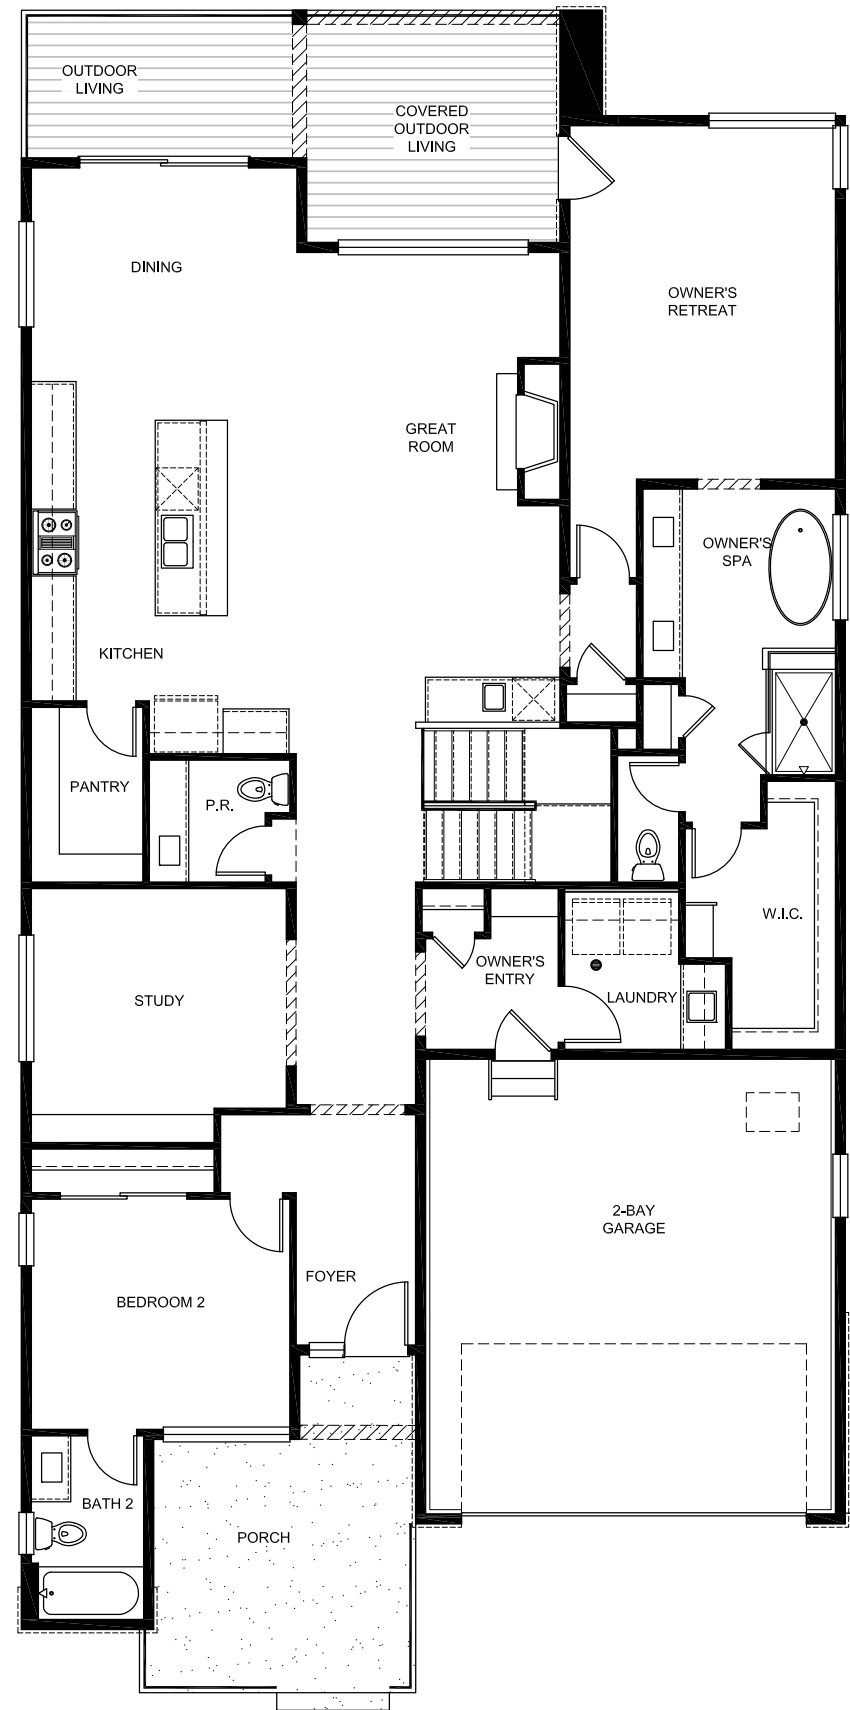 OUTDOOR
LIVING
COVERED
OUTDOOR
LIVING
DINING
OWNER'S
RETREAT
GREAT
ROOM
OWNER'S
SPA
KITCHEN
PANTRY
P.R.
W.I.C.
OWNER'S
ENTRY
LAUNDRY
STUDY
2-BAY
GARAGE
FOYER
BEDROOM 2
BATH 2
PORCH